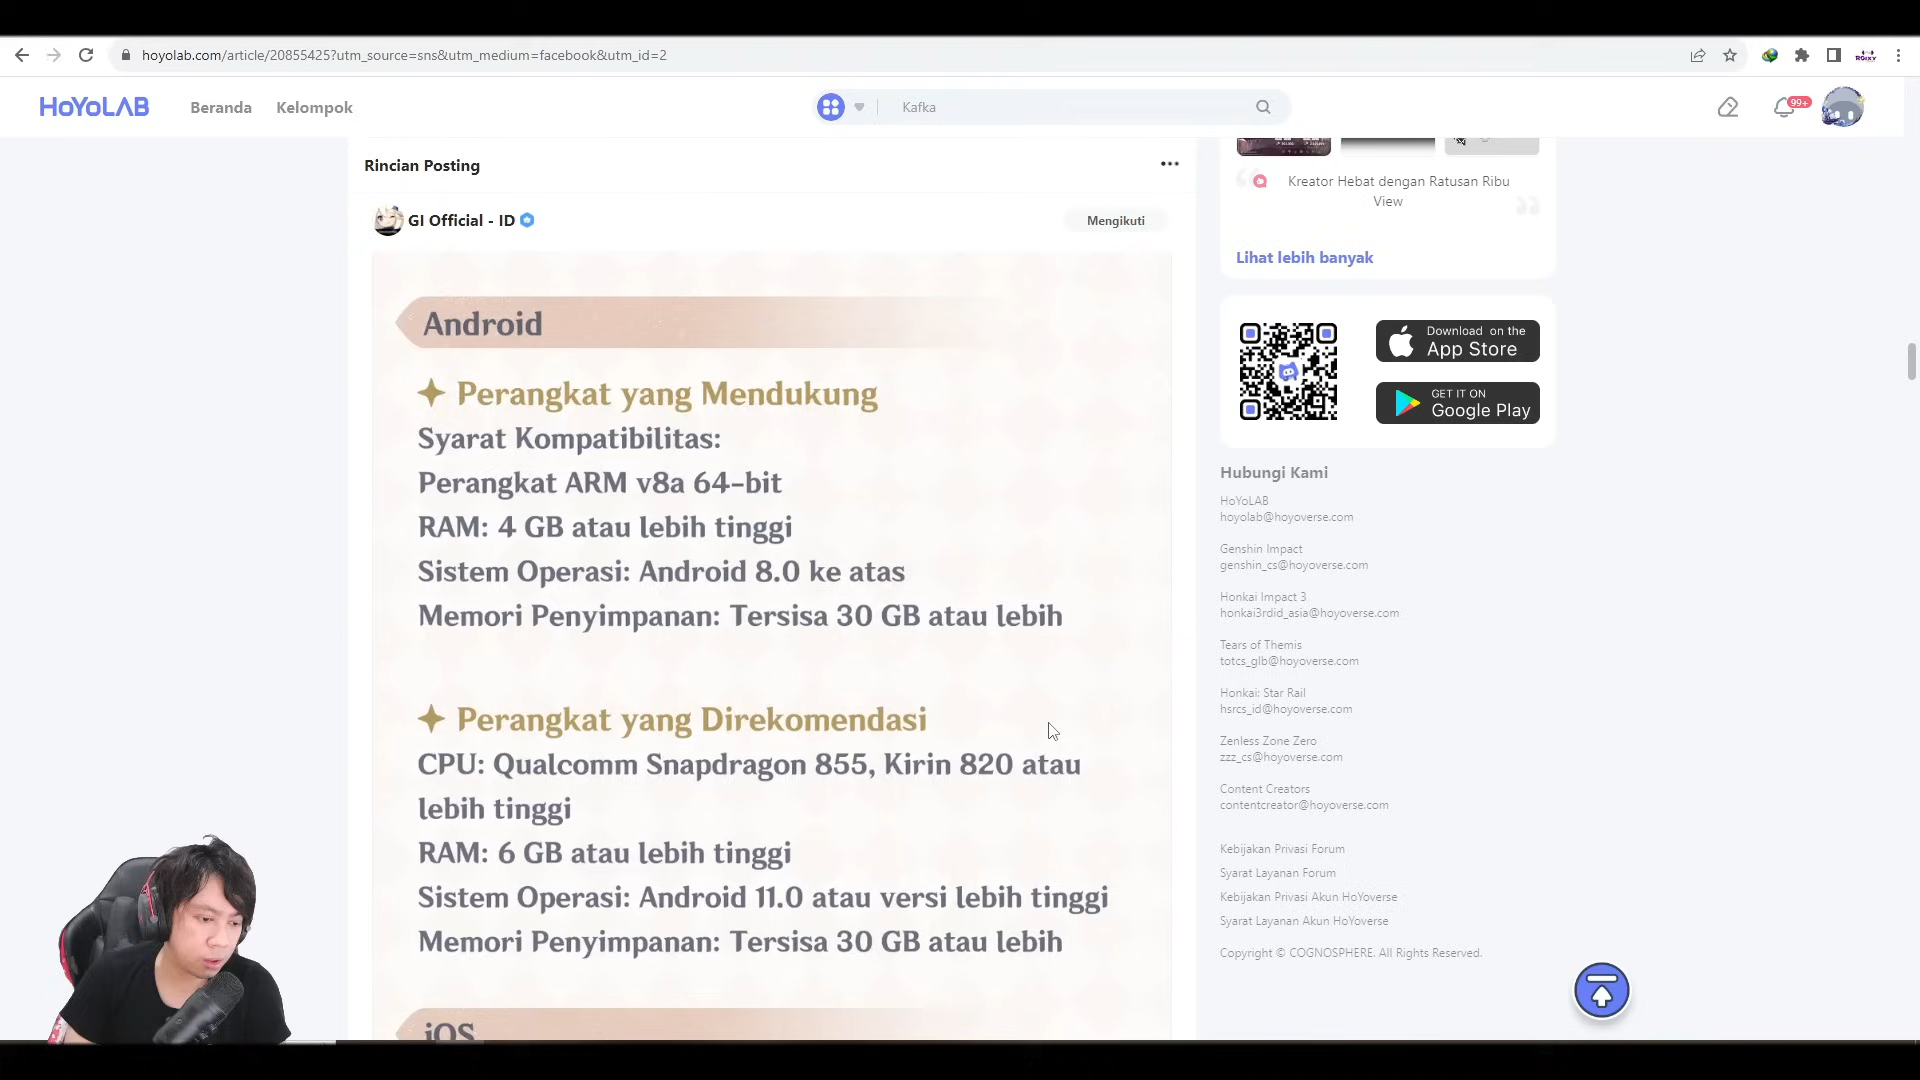 hoyolab.com/article/20855425?utm_source=sns&utm_medium=facebook&utm_id=2
HoYoLAB
Beranda
Kelompok
Kafka
99+
Rincian Posting
GI Official - ID
Mengikuti
Android
Perangkat yang Mendukung
Syarat Kompatibilitas:
Perangkat ARM v8a 64-bit
RAM: 4 GB atau lebih tinggi
Sistem Operasi: Android 8.0 ke atas
Memori Penyimpanan: Tersisa 30 GB atau lebih
Perangkat yang Direkomendasi
CPU: Qualcomm Snapdragon 855, Kirin 820 atau
lebih tinggi
RAM: 6 GB atau lebih tinggi
Sistem Operasi: Android 11.0 atau versi lebih tinggi
Memori Penyimpanan: Tersisa 30 GB atau lebih
iOS
Kreator Hebat dengan Ratusan Ribu
View
Lihat lebih banyak
Download on the
App Store
GET IT ON
Google Play
Hubungi Kami
HoYoLAB
hoyolab@hoyoverse.com
Genshin Impact
genshin_cs@hoyoverse.com
Honkai Impact 3
honkai3rdid_asia@hoyoverse.com
Tears of Themis
totcs_glb@hoyoverse.com
Honkai: Star Rail
hsrcs_id@hoyoverse.com
Zenless Zone Zero
zzz_cs@hoyoverse.com
Content Creators
contentcreator@hoyoverse.com
Kebijakan Privasi Forum
Syarat Layanan Forum
Kebijakan Privasi Akun HoYoverse
Syarat Layanan Akun HoYoverse
Copyright © COGNOSPHERE. All Rights Reserved.